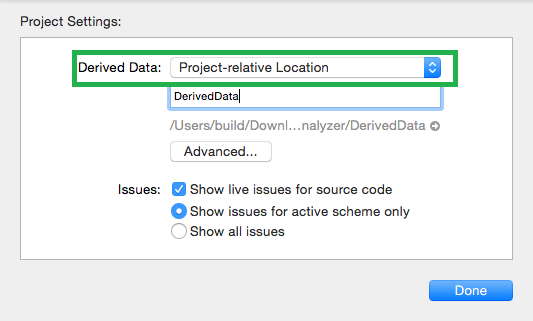 Project Settings:
Derived Data: Project-relative Location
DerivedData
/Users/build/Downl...nalyzer/DerivedData
Advanced...
Issues: Show live issues for source code
Show issues for active scheme only
Show all issues
Done